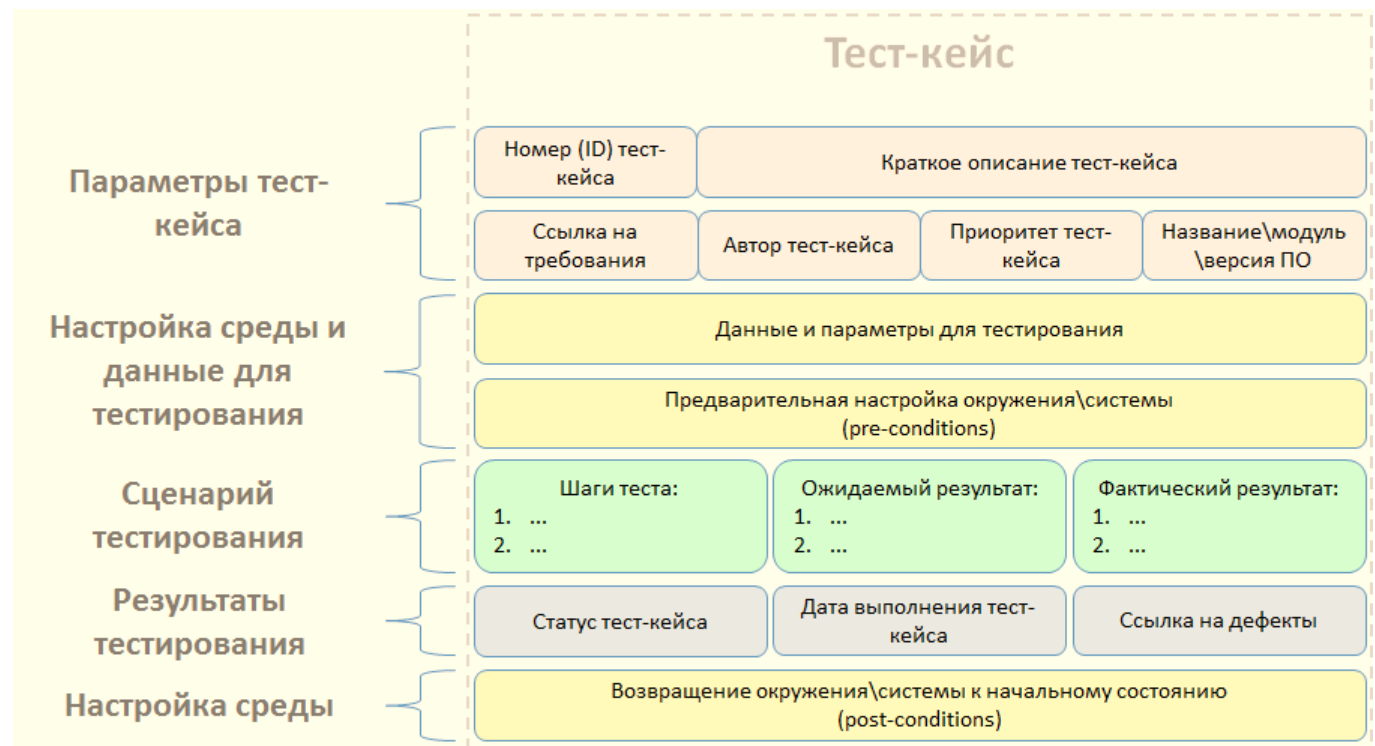 Тест-кейс
Параметры тест-
кейса
Номер (ID) тест-
кейса
Краткое описание тест-кейса
Ссылка на
требования
Автор тест-кейса
Приоритет тест-
кейса
Название\модуль
\версия ПО
Настройка среды и
данные для
тестирования
Данные и параметры для тестирования
Предварительная настройка окружения\системы
(pre-conditions)
Сценарий
тестирования
Шаги теста:
1. ...
2. ...
Ожидаемый результат:
1. ...
2. ...
Фактический результат:
1. ...
2. ...
Результаты
тестирования
Статус тест-кейса
Дата выполнения тест-
кейса
Ссылка на дефекты
Настройка среды
Возвращение окружения\системы к начальному состоянию
(post-conditions)